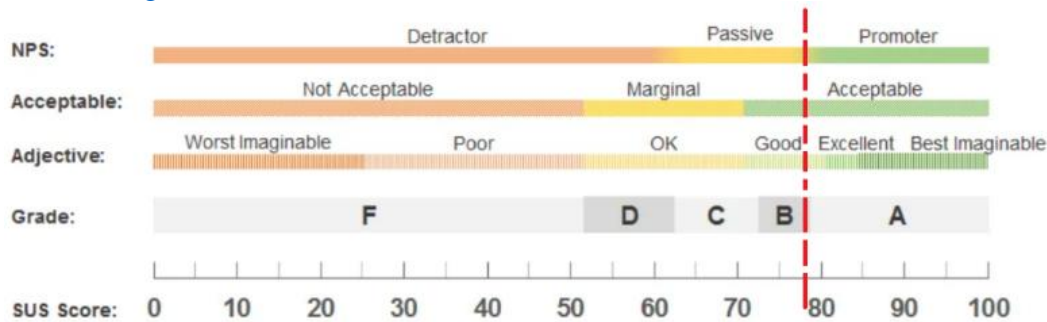 NPS: Detractor Passive Promoter
Acceptable: Not Acceptable Marginal Acceptable
Adjective: Worst Imaginable Poor OK Good Excellent Best Imaginable
Grade: F D C B A
SUS Score: 0 10 20 30 40 50 60 70 80 90 100